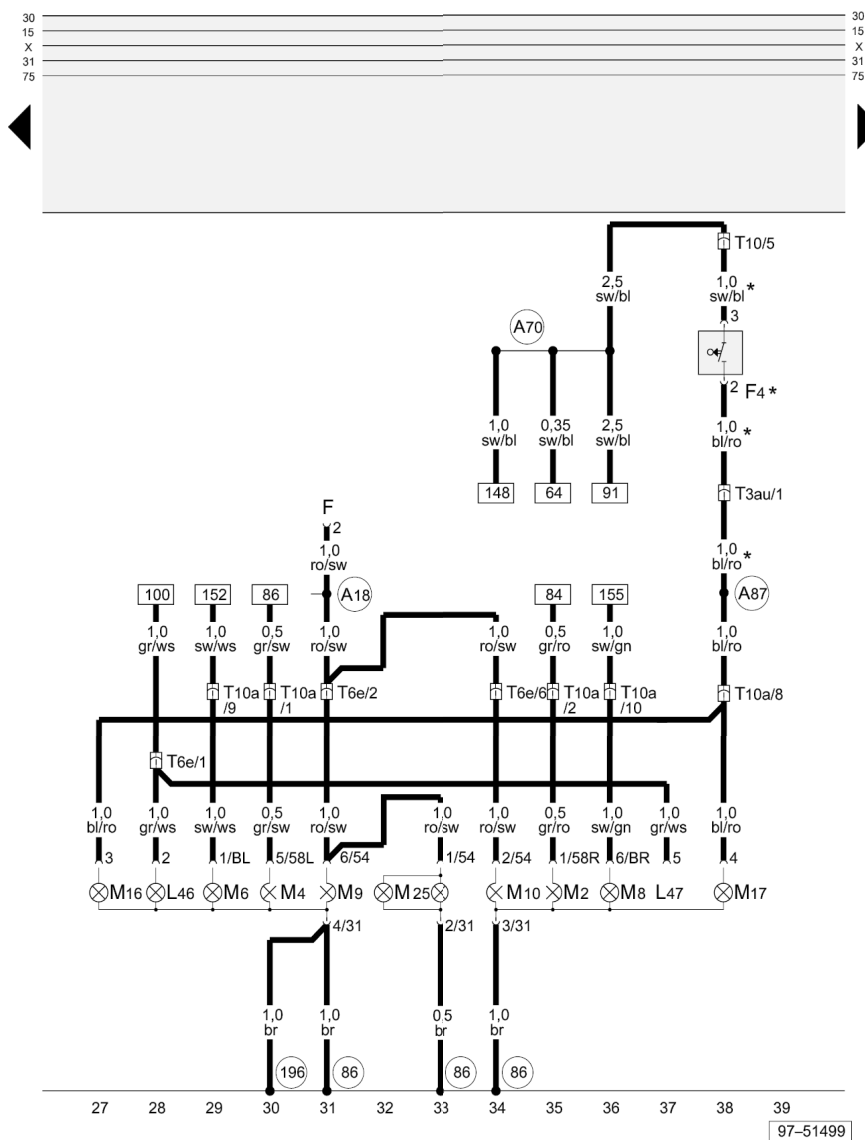 30 30
15 15
X X
31 31
75 75
T10/5
2,5 1,0
sw/bl sw/bl *
3
A70
2 F4 *
1,0 0,35 2,5 1,0
sw/bl sw/bl sw/bl bl/ro *
148 64 91 T3au/1
F
2
1,0 1,0
ro/sw bl/ro *
100 152 86 A18 84 155 A87
1,0 1,0 0,5 1,0 1,0 0,5 1,0 1,0
gr/ws sw/ws gr/sw ro/sw ro/sw gr/ro sw/gn bl/ro
T10a T10a T6e/2 T6e/6 T10a T10a T10a/8
/9 /1 /2 /10
T6e/1
1,0 1,0 1,0 0,5 1,0 1,0 1,0 0,5 1,0 1,0 1,0
bl/ro gr/ws sw/ws gr/sw ro/sw ro/sw ro/sw gr/ro sw/gn gr/ws bl/ro
3 2 1/BL 5/58L 6/54 1/54 2/54 1/58R 6/BR 5 4
M16 L46 M6 M4 M9 M25 M10 M2 M8 L47 M17
4/31 2/31 3/31
1,0 1,0 0,5 1,0
br br br br
196 86 86 86
27 28 29 30 31 32 33 34 35 36 37 38 39
97–51499